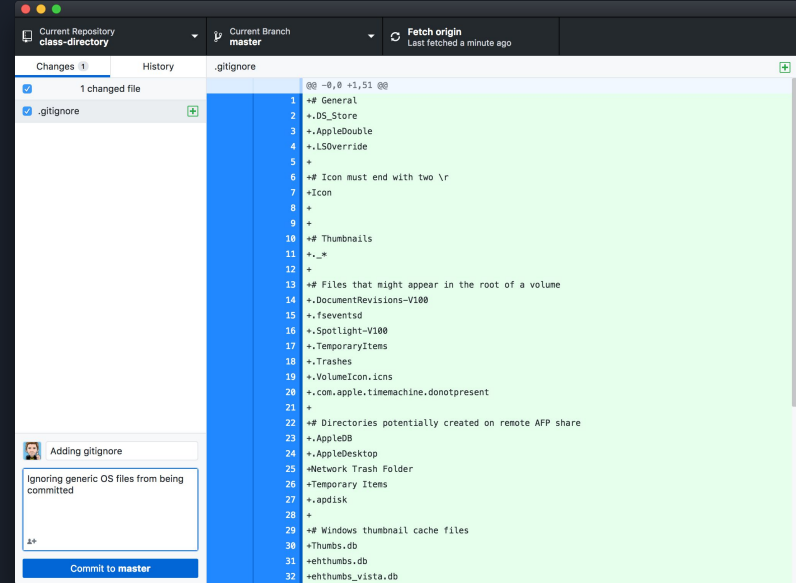 Current Repository
class-directory
Current Branch
master
Fetch origin
Last fetched a minute ago
Changes 1
History
.gitignore
1 changed file
.gitignore
@@ -0,0 +1,51 @@
1 +# General
2 +.DS_Store
3 +.AppleDouble
4 +.LSOverride
5 +
6 +# Icon must end with two \r
7 +Icon
8 +
9 +
10 +# Thumbnails
11 +._*
12 +
13 +# Files that might appear in the root of a volume
14 +.DocumentRevisions-V100
15 +.fseventsd
16 +.Spotlight-V100
17 +.TemporaryItems
18 +.Trashes
19 +.VolumeIcon.icns
20 +.com.apple.timemachine.donotpresent
21 +
22 +# Directories potentially created on remote AFP share
23 +.AppleDB
24 +.AppleDesktop
25 +Network Trash Folder
26 +Temporary Items
27 +.apdisk
28 +
29 +# Windows thumbnail cache files
30 +Thumbs.db
31 +ehthumbs.db
32 +ehthumbs_vista.db
Adding gitignore
Ignoring generic OS files from being
committed
Commit to master